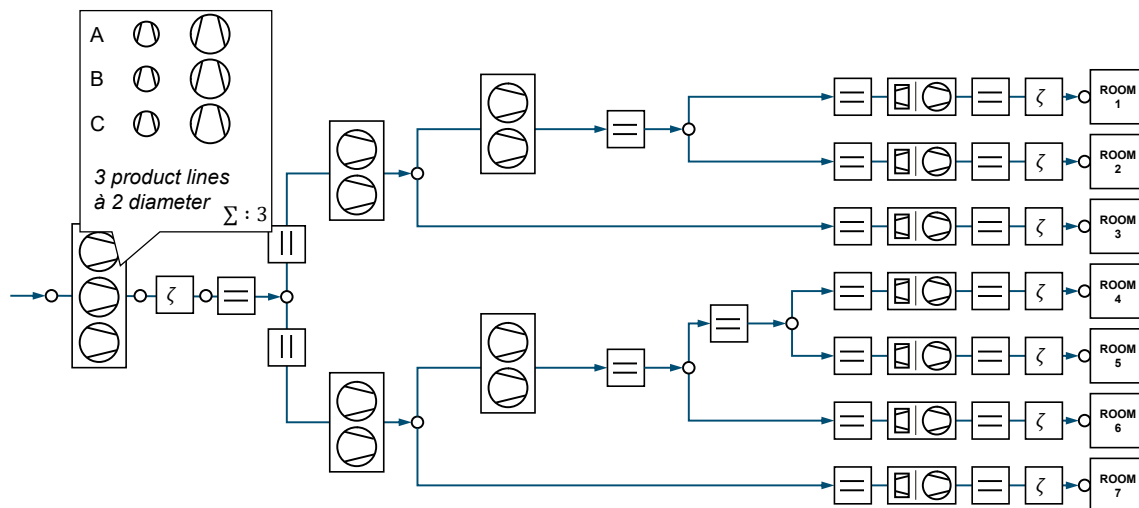 A
B
C
3 product lines
à 2 diameter
∑ : 3
ζ
ζ
ROOM
1
ζ
ROOM
2
ζ
ROOM
3
ζ
ROOM
4
ζ
ROOM
5
ζ
ROOM
6
ζ
ROOM
7